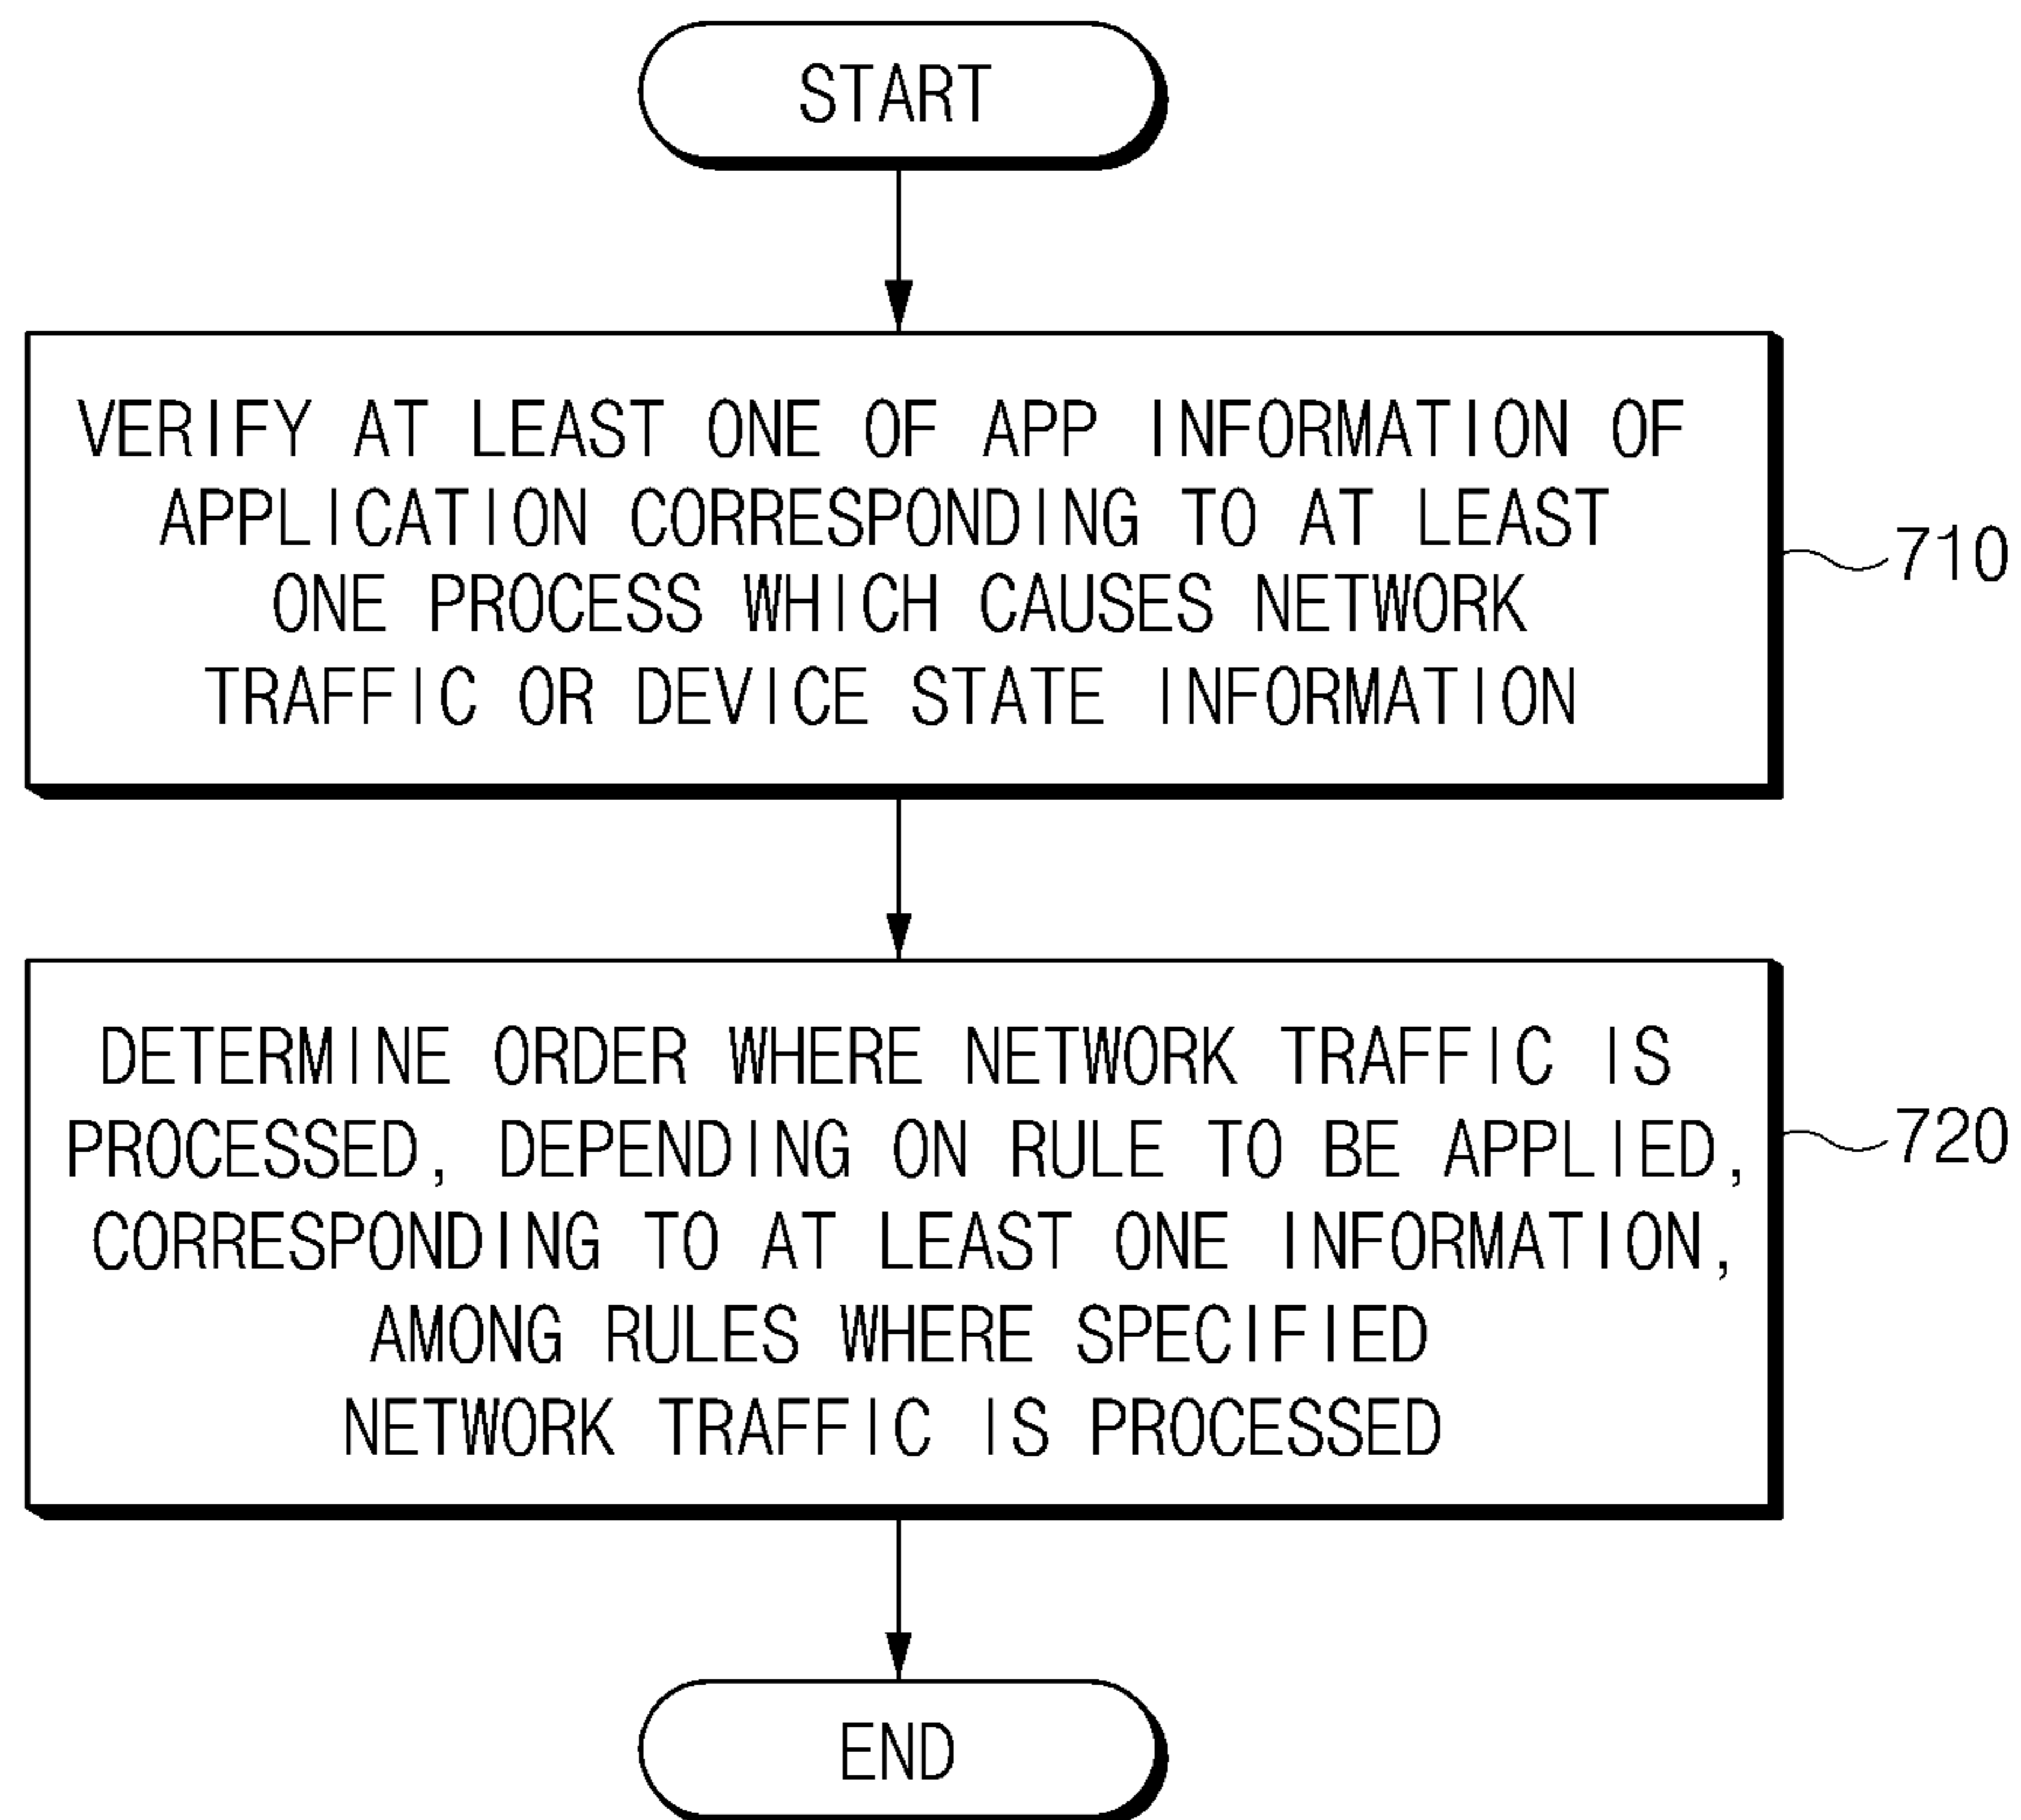 START
VERIFY AT LEAST ONE OF APP INFORMATION OF
APPLICATION CORRESPONDING TO AT LEAST
ONE PROCESS WHICH CAUSES NETWORK
TRAFFIC OR DEVICE STATE INFORMATION
710
DETERMINE ORDER WHERE NETWORK TRAFFIC IS
PROCESSED, DEPENDING ON RULE TO BE APPLIED,
CORRESPONDING TO AT LEAST ONE INFORMATION,
AMONG RULES WHERE SPECIFIED
NETWORK TRAFFIC IS PROCESSED
720
END